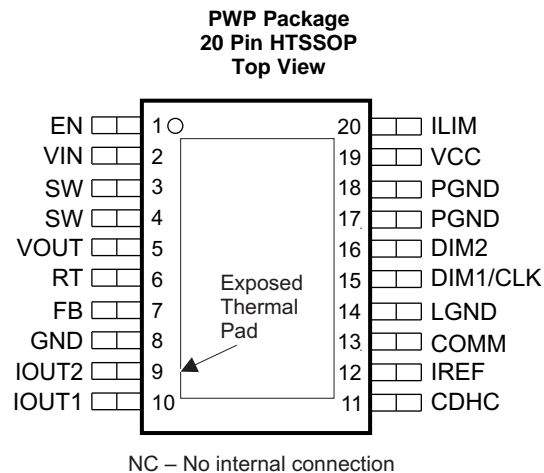 PWP Package
20 Pin HTSSOP
Top View
EN 1 20 ILIM
VIN 2 19 VCC
SW 3 18 PGND
SW 4 17 PGND
VOUT 5 16 DIM2
RT 6 15 DIM1/CLK
FB 7 14 LGND
GND 8 13 COMM
IOUT2 9 12 IREF
IOUT1 10 11 CDHC
Exposed
Thermal
Pad
NC – No internal connection